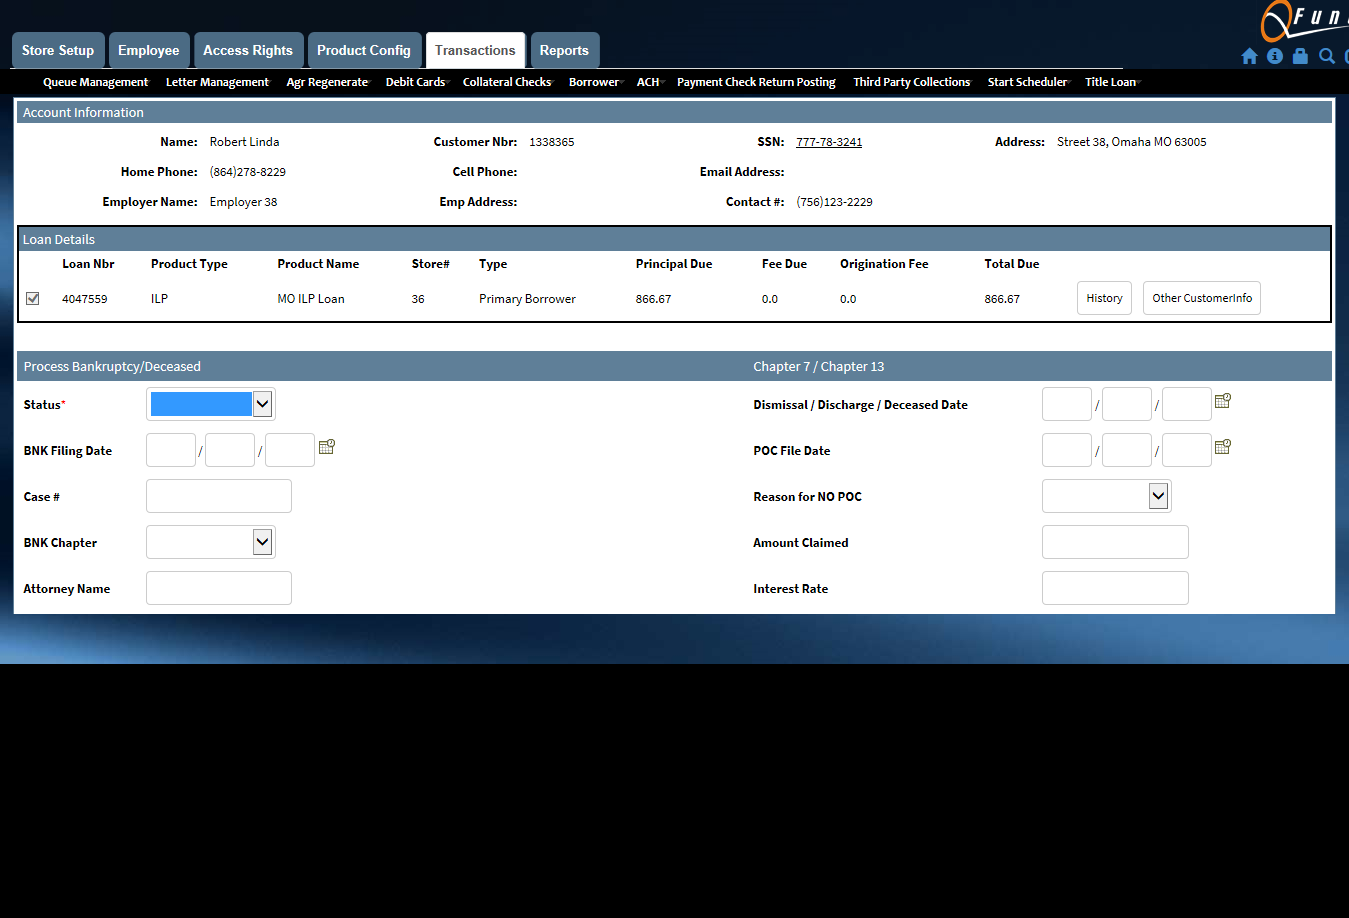 Fun
Store Setup Employee Access Rights Product Config Transactions Reports
Queue Management Letter Management Agr Regenerate Debit Cards Collateral Checks Borrower ACH Payment Check Return Posting Third Party Collections Start Scheduler Title Loan
Account Information
Name: Robert Linda Customer Nbr: 1338365 SSN: 777-78-3241 Address: Street 38, Omaha MO 63005
Home Phone: (864)278-8229 Cell Phone: Email Address:
Employer Name: Employer 38 Emp Address: Contact #: (756)123-2229
Loan Details
Loan Nbr Product Type Product Name Store# Type Principal Due Fee Due Origination Fee Total Due
4047559 ILP MO ILP Loan 36 Primary Borrower 866.67 0.0 0.0 866.67 History Other CustomerInfo
Process Bankruptcy/Deceased Chapter 7 / Chapter 13
Status* Dismissal / Discharge / Deceased Date / /
BNK Filing Date / / POC File Date / /
Case # Reason for NO POC
BNK Chapter Amount Claimed
Attorney Name Interest Rate